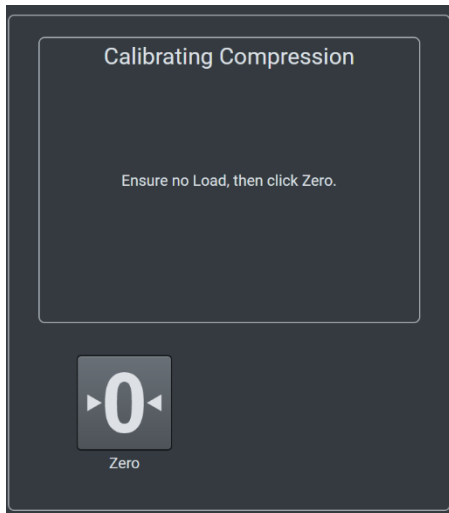 Calibrating Compression
Ensure no Load, then click Zero.
0
Zero